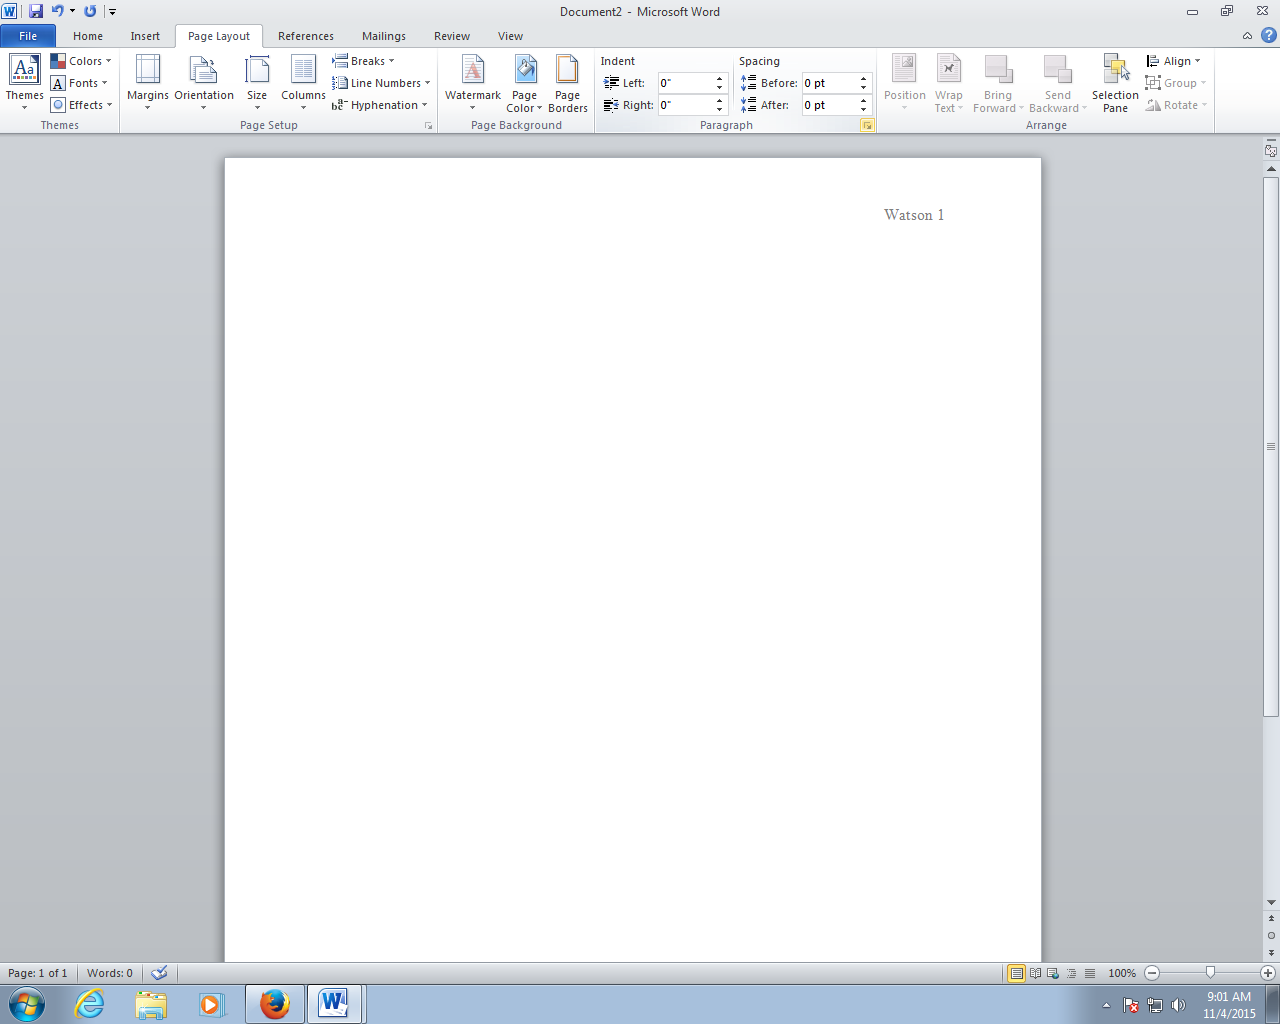 Document2 - Microsoft Word
File Home Insert Page Layout References Mailings Review View
Themes Colors Fonts Effects Themes
Margins Orientation Size Columns Breaks Line Numbers Hyphenation Page Setup
Watermark Page Color Page Borders Page Background
Indent Spacing
Left: 0" Before: 0 pt
Right: 0" After: 0 pt
Paragraph
Position Wrap Text Bring Forward Send Backward Selection Pane Align Group Rotate Arrange
Watson 1
Page: 1 of 1 Words: 0 100%
9:01 AM
11/4/2015